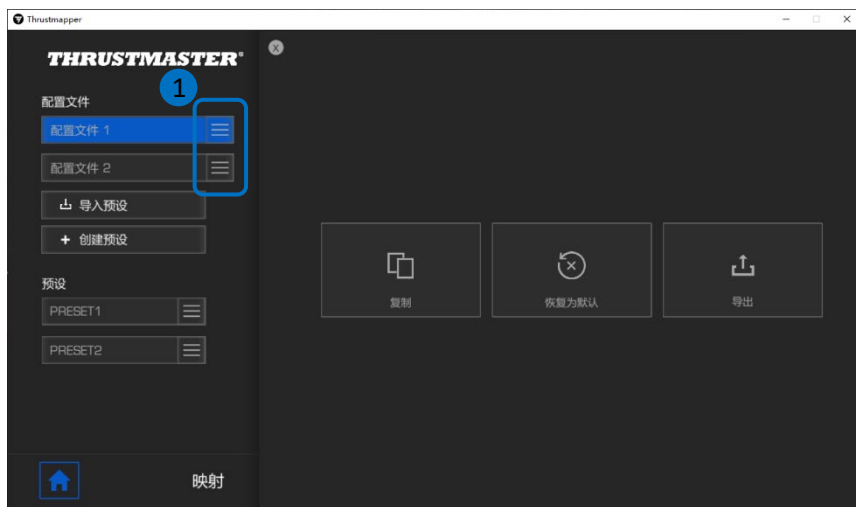 Thrustmapper
THRUSTMASTER®
配置文件
1
配置文件 1
配置文件 2
导入预设
+ 创建预设
预设
PRESET1
PRESET2
映射
X
复制
恢复为默认
导出